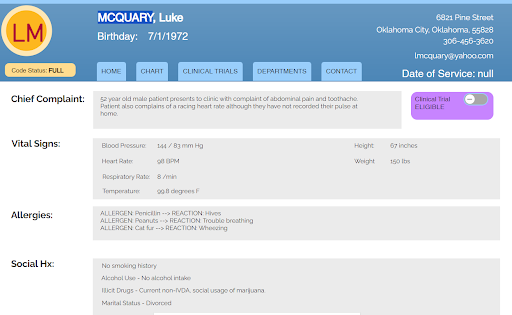 LM
Code Status: FULL
MCQUARY, Luke
Birthday: 7/1/1972
6821 Pine Street
Oklahoma City, Oklahoma, 55828
306-456-3620
lmcquary@yahoo.com
Date of Service: null
HOME CHART CLINICAL TRIALS DEPARTMENTS CONTACT
Chief Complaint:
52 year old male patient presents to clinic with complaint of abdominal pain and toothache.
Patient also complains of a racing heart rate although they have not recorded their pulse at
home.
Clinical Trial
ELIGIBLE
Vital Signs:
Blood Pressure: 144 / 83 mm Hg Height: 67 inches
Heart Rate: 98 BPM Weight 150 lbs
Respiratory Rate: 8 /min
Temperature: 99.8 degrees F
Allergies:
ALLERGEN: Penicillin --> REACTION: Hives
ALLERGEN: Peanuts --> REACTION: Trouble breathing
ALLERGEN: Cat fur --> REACTION: Wheezing
Social Hx:
No smoking history
Alcohol Use - No alcohol intake
Illicit Drugs - Current non-IVDA, social usage of marijuana
Marital Status - Divorced